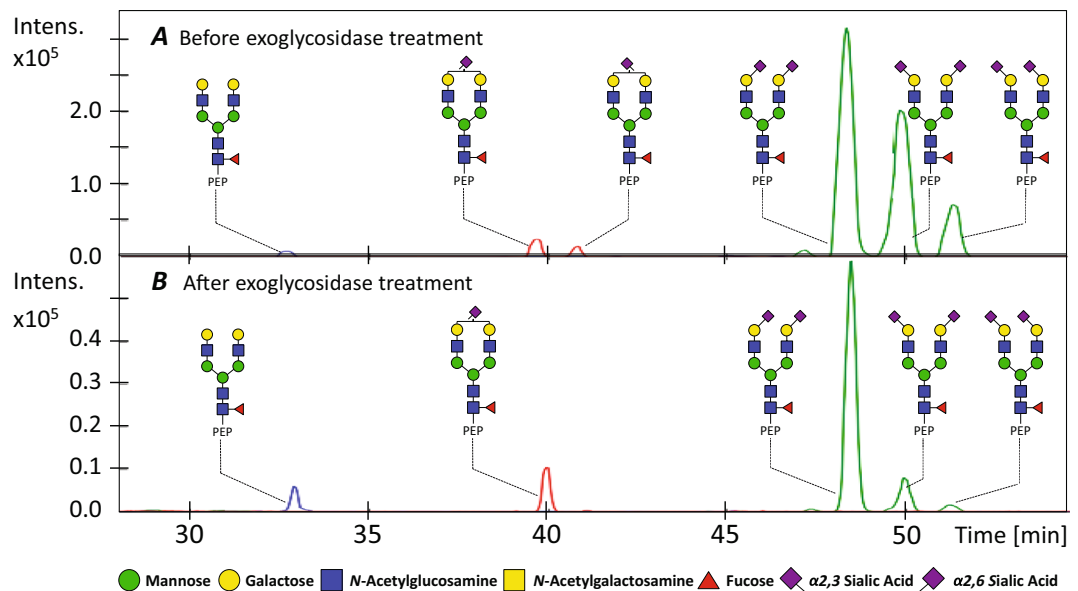 Intens.
x10⁵
A Before exoglycosidase treatment
2.0
1.0
0.0
PEP
PEP
PEP
PEP
PEP
PEP
Intens.
x10⁵
B After exoglycosidase treatment
0.4
0.3
0.2
0.1
0.0
PEP
PEP
PEP
PEP
PEP
30
35
40
45
50
Time [min]
Mannose
Galactose
N-Acetylglucosamine
N-Acetylgalactosamine
Fucose
α2,3 Sialic Acid
α2,6 Sialic Acid